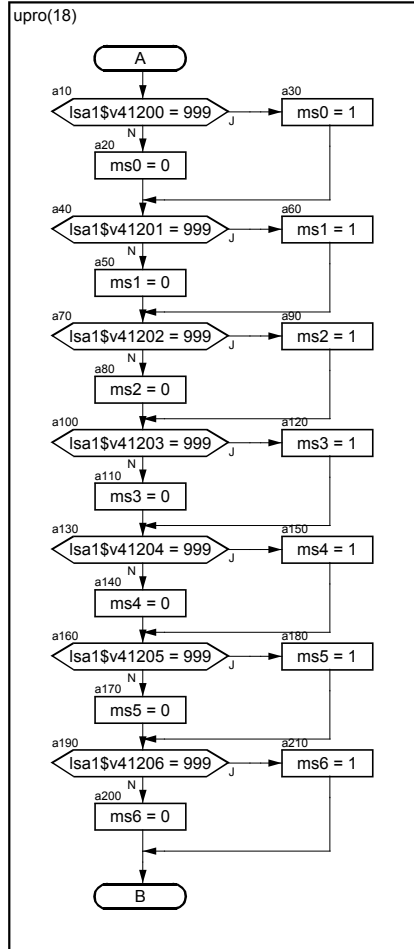 upro(18)
A
a10
lsa1$v41200 = 999
J
N
a30
ms0 = 1
a20
ms0 = 0
a40
lsa1$v41201 = 999
J
N
a60
ms1 = 1
a50
ms1 = 0
a70
lsa1$v41202 = 999
J
N
a90
ms2 = 1
a80
ms2 = 0
a100
lsa1$v41203 = 999
J
N
a120
ms3 = 1
a110
ms3 = 0
a130
lsa1$v41204 = 999
J
N
a150
ms4 = 1
a140
ms4 = 0
a160
lsa1$v41205 = 999
J
N
a180
ms5 = 1
a170
ms5 = 0
a190
lsa1$v41206 = 999
J
N
a210
ms6 = 1
a200
ms6 = 0
B